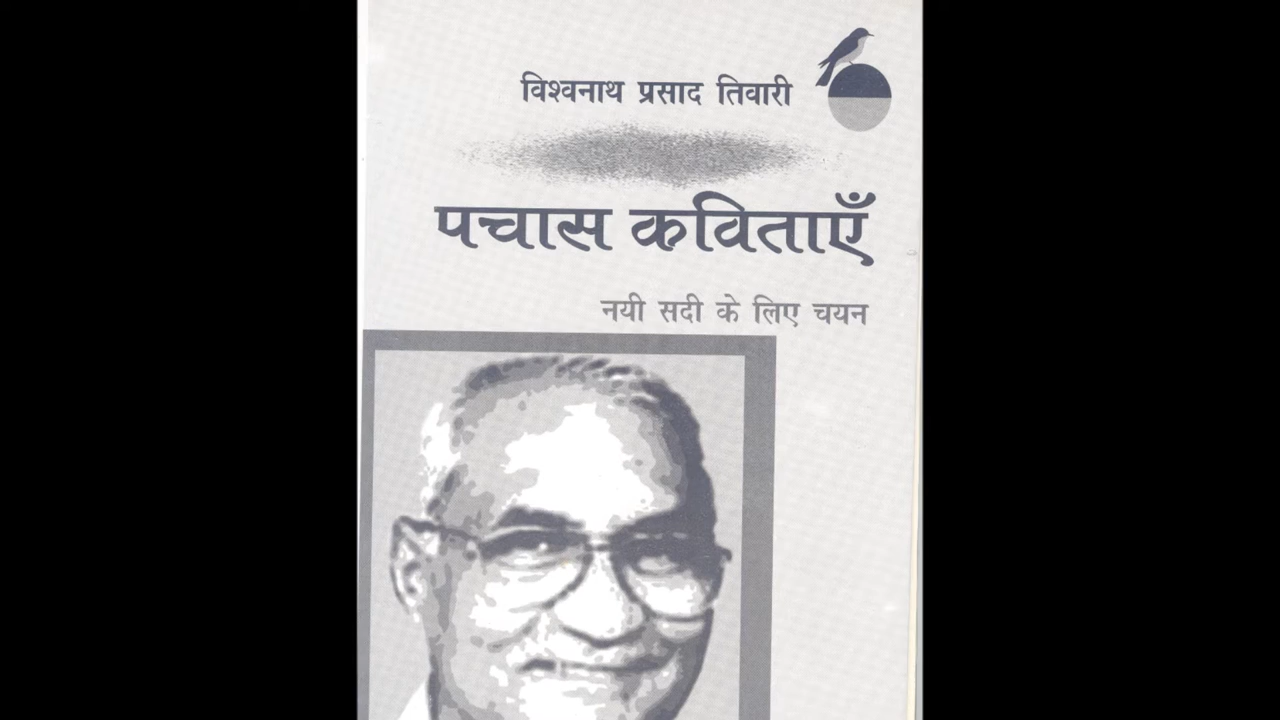 विश्वनाथ प्रसाद तिवारी
पचास कविताएँ
नयी सदी के लिए चयन